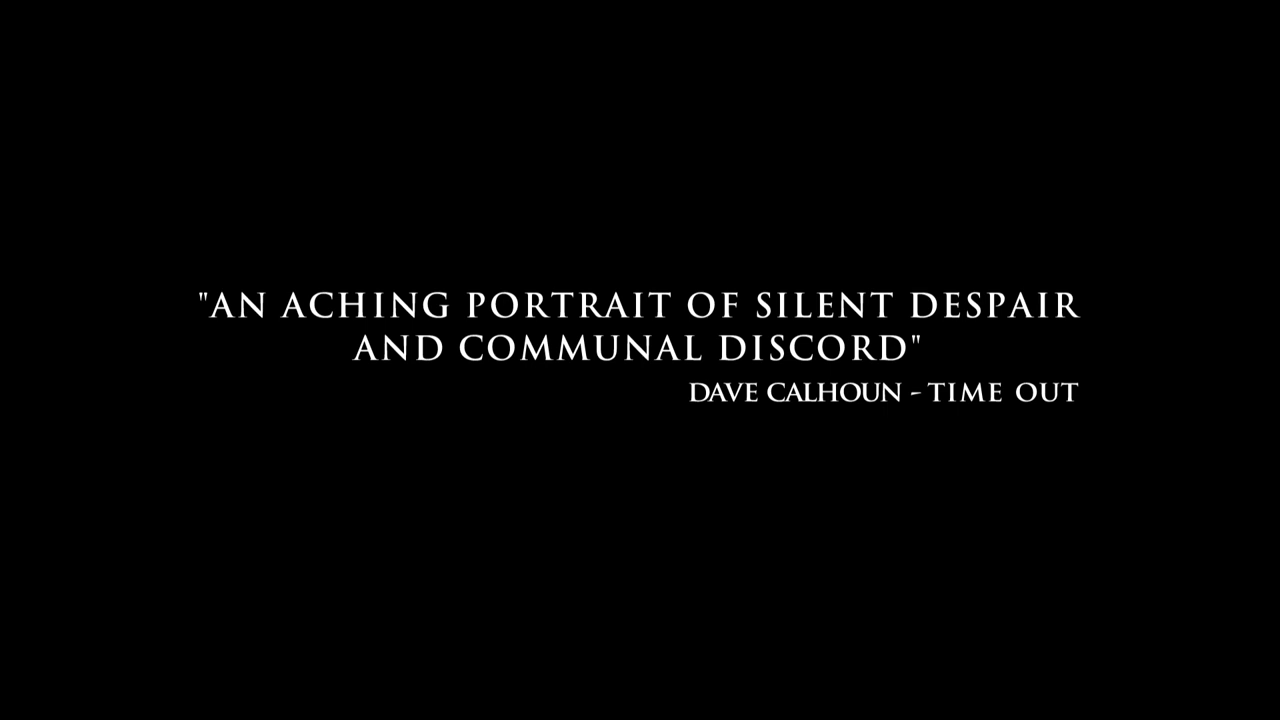 "AN ACHING PORTRAIT OF SILENT DESPAIR
AND COMMUNAL DISCORD"
DAVE CALHOUN - TIME OUT